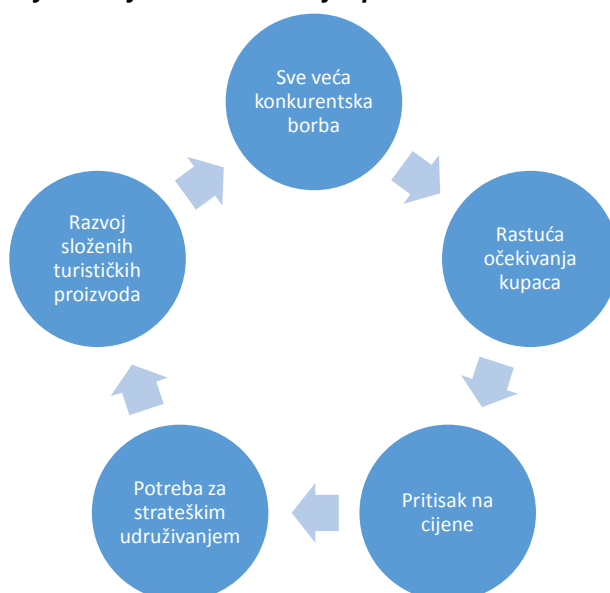 Sve veća
konkurentska
borba
Rastuća
očekivanja
kupaca
Pritisak na
cijene
Potreba za
strateškim
udruživanjem
Razvoj
složenih
turističkih
proizvoda